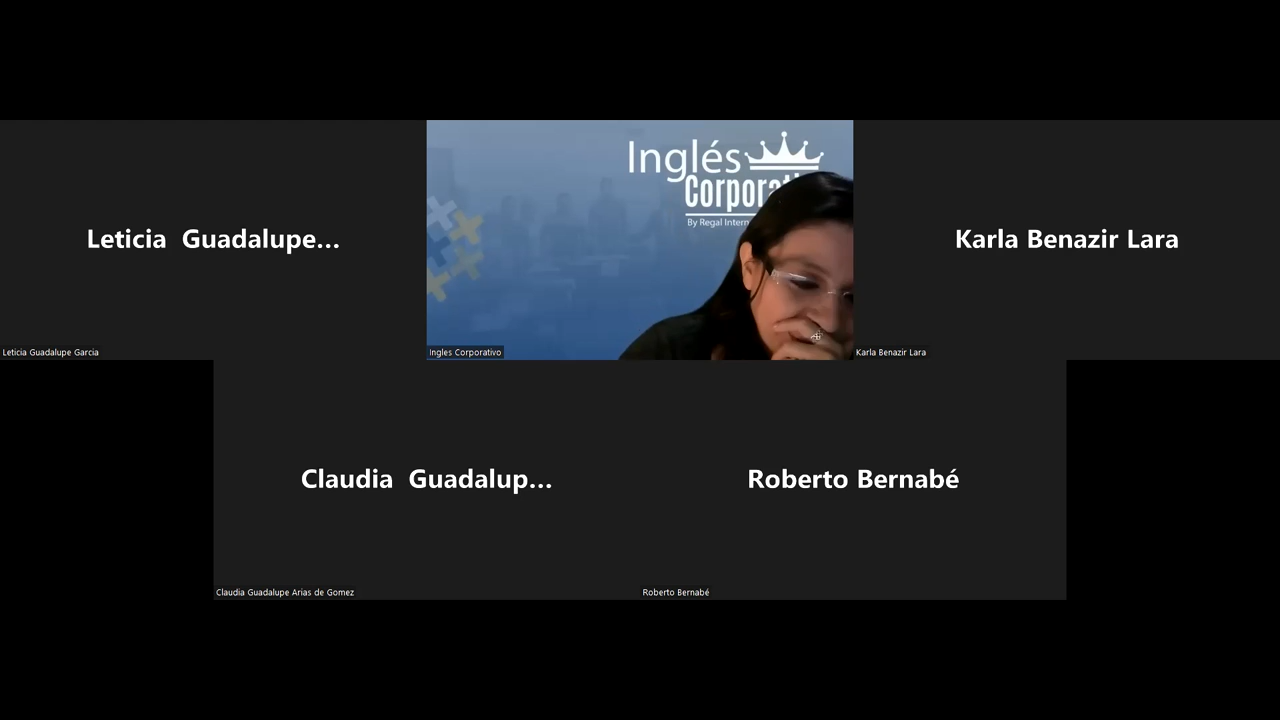 Leticia  Guadalupe...
Leticia Guadalupe Garcia
Inglés
Corporati
By Regal Intern
Ingles Corporativo
Karla Benazir Lara
Karla Benazir Lara
Claudia  Guadalup...
Claudia Guadalupe Arias de Gomez
Roberto Bernabé
Roberto Bernabé